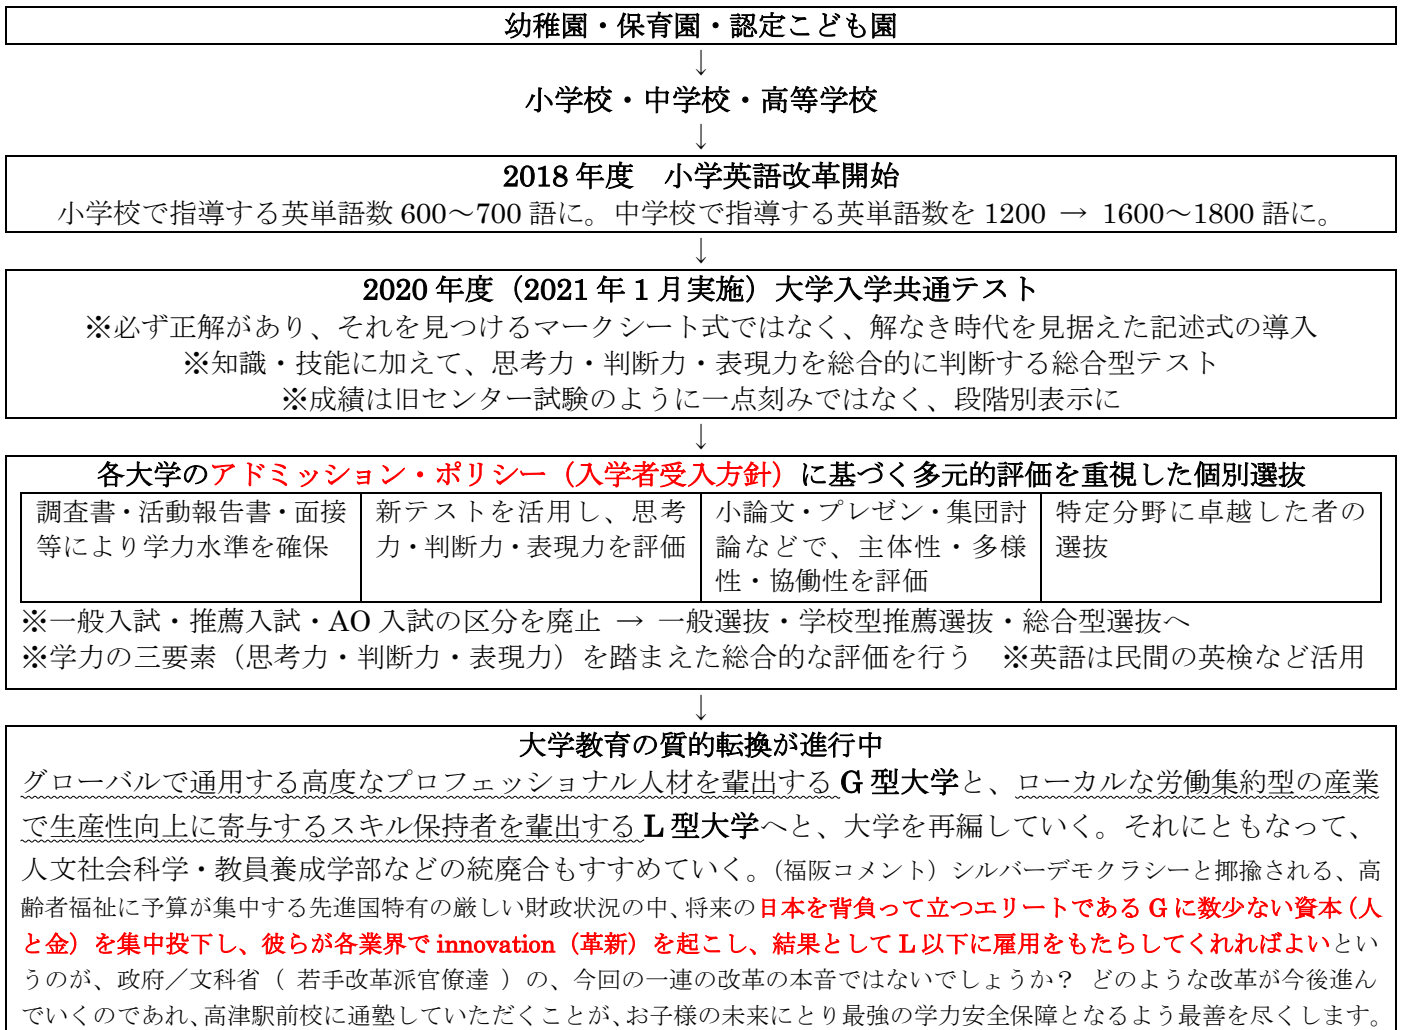 幼稚園・保育園・認定こども園
↓
小学校・中学校・高等学校
↓
2018年度　小学英語改革開始
小学校で指導する英単語数600～700語に。中学校で指導する英単語数を1200 → 1600～1800語に。
↓
2020年度（2021年1月実施）大学入学共通テスト
※必ず正解があり、それを見つけるマークシート式ではなく、解なき時代を見据えた記述式の導入
※知識・技能に加えて、思考力・判断力・表現力を総合的に判断する総合型テスト
※成績は旧センター試験のように一点刻みではなく、段階別表示に
↓
各大学のアドミッション・ポリシー（入学者受入方針）に基づく多元的評価を重視した個別選抜
調査書・活動報告書・面接
等により学力水準を確保
新テストを活用し、思考
力・判断力・表現力を評価
小論文・プレゼン・集団討
論などで、主体性・多様
性・協働性を評価
特定分野に卓越した者の
選抜
※一般入試・推薦入試・AO入試の区分を廃止 → 一般選抜・学校型推薦選抜・総合型選抜へ
※学力の三要素（思考力・判断力・表現力）を踏まえた総合的な評価を行う　※英語は民間の英検など活用
↓
大学教育の質的転換が進行中
グローバルで通用する高度なプロフェッショナル人材を輩出するG型大学と、ローカルな労働集約型の産業
で生産性向上に寄与するスキル保持者を輩出するL型大学へと、大学を再編していく。それにともなって、
人文社会科学・教員養成学部などの統廃合もすすめていく。（福阪コメント）シルバーデモクラシーと揶揄される、高
齢者福祉に予算が集中する先進国特有の厳しい財政状況の中、将来の日本を背負って立つエリートであるGに数少ない資本（人
と金）を集中投下し、彼らが各業界でinnovation（革新）を起こし、結果としてL以下に雇用をもたらしてくれればよいとい
うのが、政府／文科省（ 若手改革派官僚達 ）の、今回の一連の改革の本音ではないでしょうか？ どのような改革が今後進ん
でいくのであれ、高津駅前校に通塾していただくことが、お子様の未来にとり最強の学力安全保障となるよう最善を尽くします。